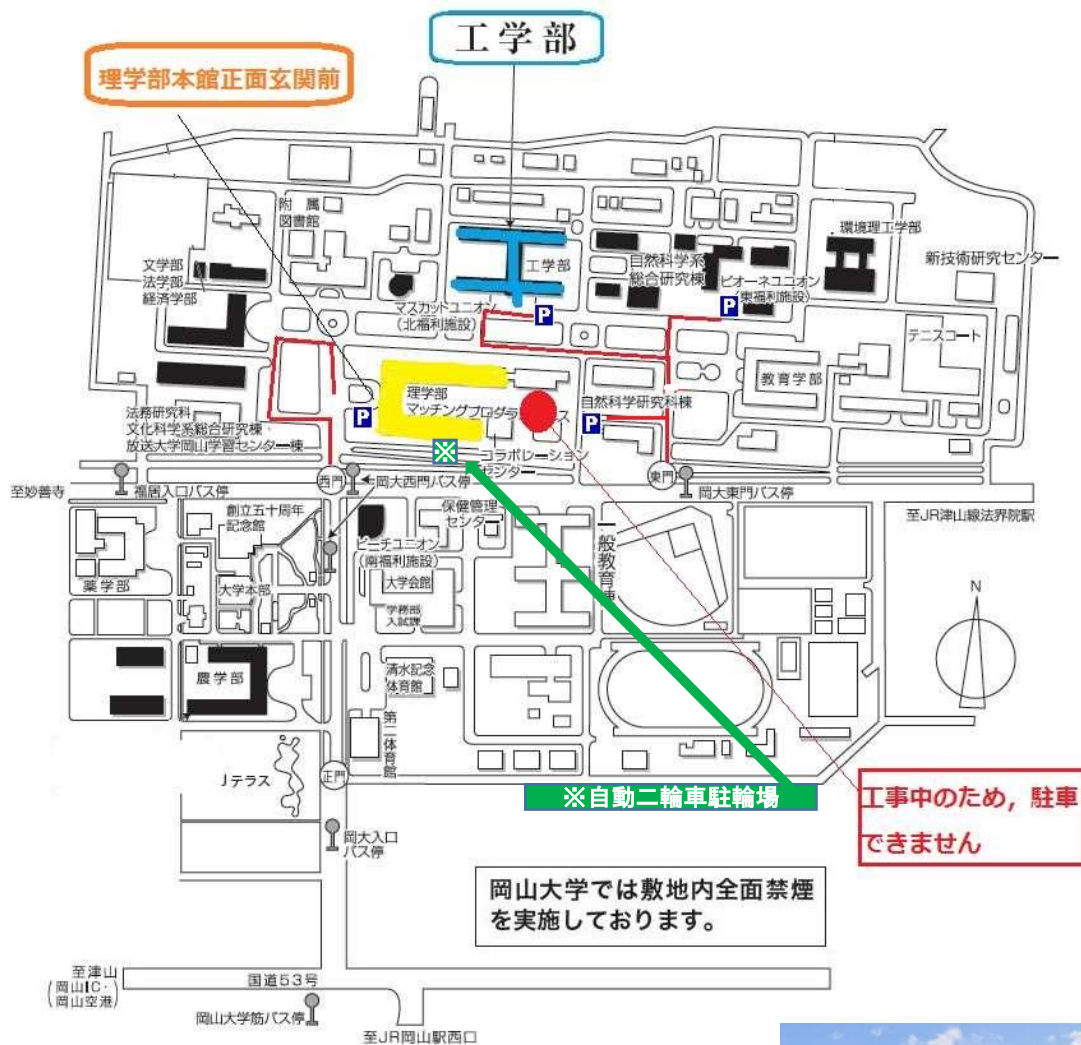 工学部
理学部本館正面玄関前
附属
図書館
環境理工学部
工学部
自然科学系
総合研究棟
新技術研究センター
文学部
法学部
経済学部
ピオーネユニオン
(東福利施設)
マスカットユニオン
(北福利施設)
P
P
テニスコート
教育学部
理学部
マッチングプログラ
ス
自然科学研究科棟
P
P
法務研究科
文化科学系総合研究棟・
放送大学岡山学習センター棟
※
コラボレーション
センター
西門
東門
岡大西門バス停
岡大東門バス停
至妙善寺
福居入口バス停
至JR津山線法界院駅
創立五十周年
記念館
保健管理
センター
ピーチユニオン
(南福利施設)
一般教育
薬学部
大学本部
大学会館
学務部
入試課
N
農学部
清水記念
体育館
第二体育館
Jテラス
正門
※自動二輪車駐輪場
工事中のため,駐車
できません
岡大入口
バス停
岡山大学では敷地内全面禁煙
を実施しております。
至津山
(岡山IC・
岡山空港)
国道53号
岡山大学筋バス停
至JR岡山駅西口